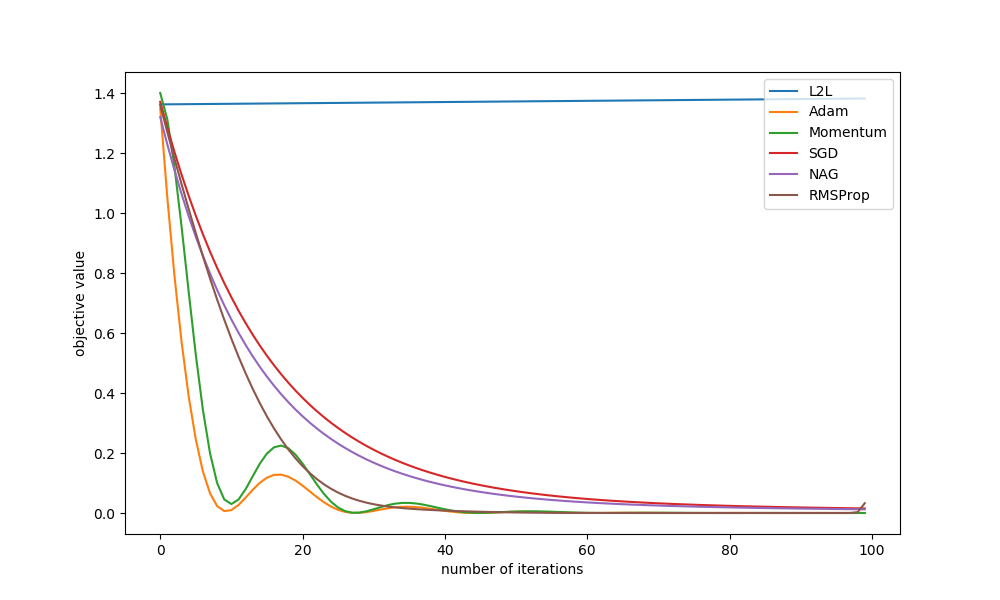 1.4
1.2
1.0
0.8
0.6
0.4
0.2
0.0
objective value
0 20 40 60 80 100
number of iterations
L2L
Adam
Momentum
SGD
NAG
RMSProp